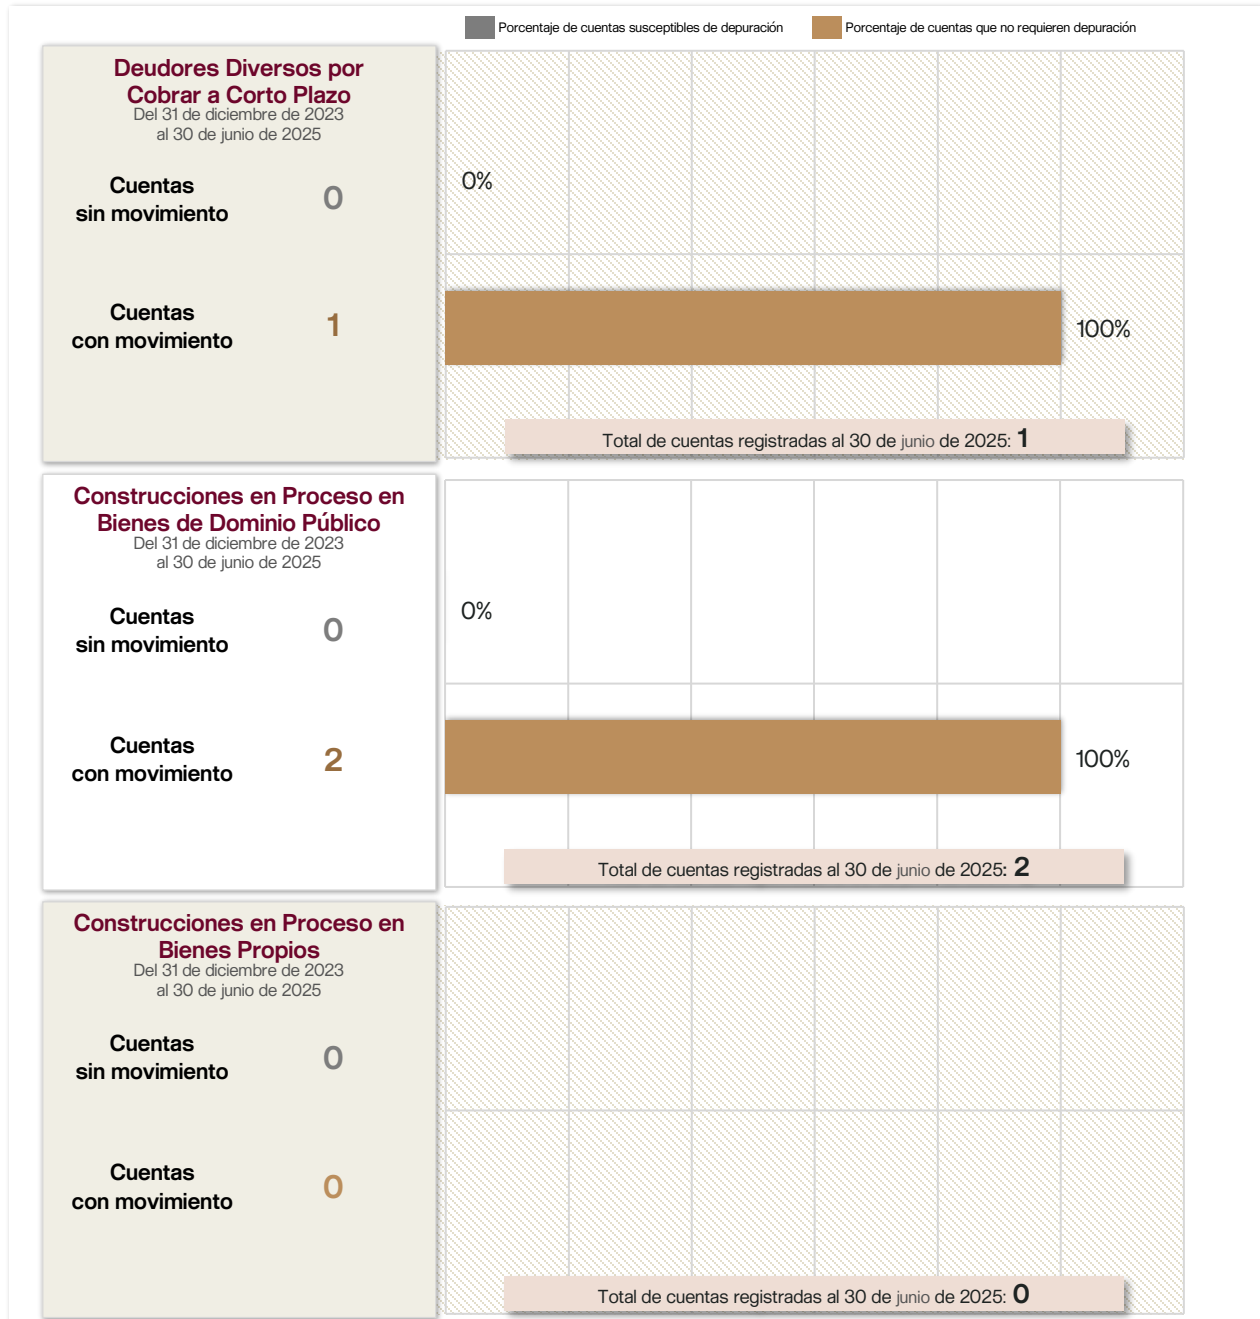 Porcentaje de cuentas susceptibles de depuración
Porcentaje de cuentas que no requieren depuración
Deudores Diversos por
Cobrar a Corto Plazo
Del 31 de diciembre de 2023
al 30 de junio de 2025
Cuentas
sin movimiento
0
0%
Cuentas
con movimiento
1
100%
Total de cuentas registradas al 30 de junio de 2025: 1
Construcciones en Proceso en
Bienes de Dominio Público
Del 31 de diciembre de 2023
al 30 de junio de 2025
Cuentas
sin movimiento
0
0%
Cuentas
con movimiento
2
100%
Total de cuentas registradas al 30 de junio de 2025: 2
Construcciones en Proceso en
Bienes Propios
Del 31 de diciembre de 2023
al 30 de junio de 2025
Cuentas
sin movimiento
0
Cuentas
con movimiento
0
Total de cuentas registradas al 30 de junio de 2025: 0